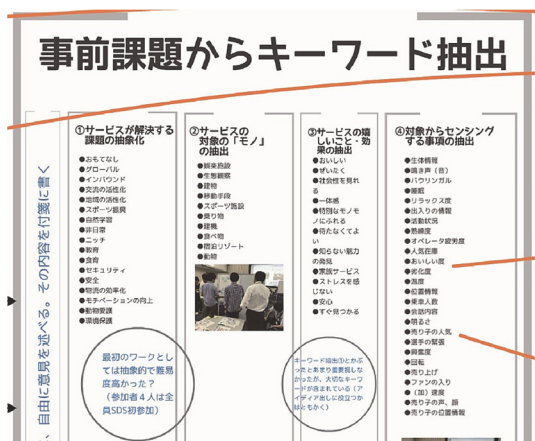 事前課題からキーワード抽出
、自由に意見を述べる。その内容を付箋に書く
①サービスが解決する
課題の抽象化
●おもてなし
●グローバル
●インバウンド
●交流の活性化
●地域の活性化
●スポーツ振興
●自然学習
●非日常
●ニッチ
●教育
●食育
●セキュリティ
●安全
●物流の効率化
●モチベーションの向上
●動物愛護
●環境保護
最初のワークとし
ては抽象的で難易
度高かった？
（参加者４人は全
員SDS初参加）
②サービスの
対象の「モノ」
の抽出
●娯楽施設
●生態観察
●建物
●移動手段
●スポーツ施設
●乗り物
●建機
●食べ物
●宿泊リゾート
●動物
③サービスの嬉
しいこと・効
果の抽出
●おいしい
●ぜいたく
●社会性を見れ
る
●一体感
●特別なモノモ
ノにふれる
●待たなくてよ
い
●知らない魅力
の発見
●家族サービス
●ストレスを感
じない
●安心
●すぐ見つかる
キーワード抽出③とかぶ
ったとあまり重要視しな
かったが、大切なキーワ
ードが含まれている（ア
イディア出しに役立つか
はともかく）
④対象からセンシング
する事項の抽出
●生体情報
●鳴き声（音）
●バウリンガル
●睡眠
●リラックス度
●出入りの情報
●活動状況
●熟練度
●オペレータ疲労度
●人気在庫
●おいしい度
●劣化度
●温度
●位置情報
●乗車人数
●会話内容
●明るさ
●売り子の人気
●選手の緊張
●興奮度
●回転
●売り上げ
●ファンの入り
●（加）速度
●売り子の声、顔
●売り子の位置情報